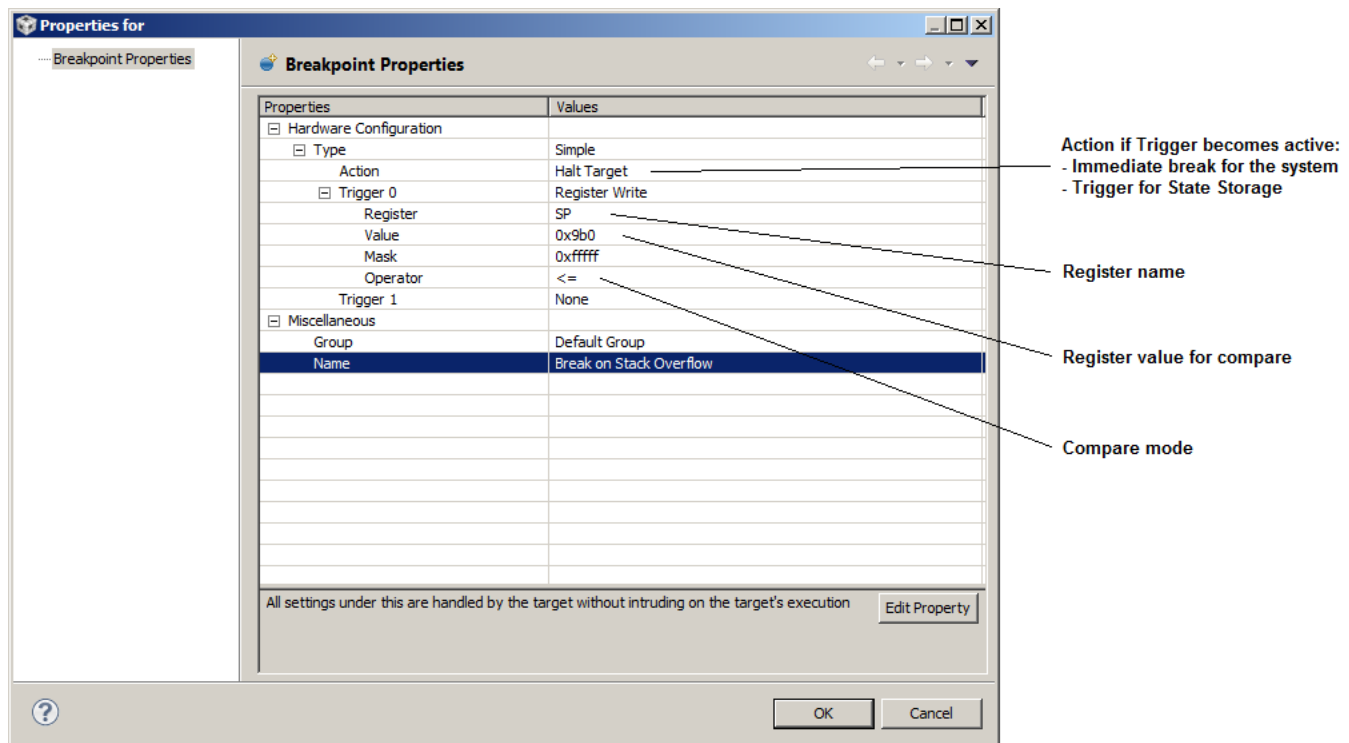 Properties for
Breakpoint Properties
Breakpoint Properties
Properties Values
Hardware Configuration
Type Simple
Action Halt Target
Trigger 0 Register Write
Register SP
Value 0x9b0
Mask 0xfffff
Operator <=
Trigger 1 None
Miscellaneous
Group Default Group
Name Break on Stack Overflow
All settings under this are handled by the target without intruding on the target's execution
Edit Property
OK Cancel
Action if Trigger becomes active:
- Immediate break for the system
- Trigger for State Storage
Register name
Register value for compare
Compare mode